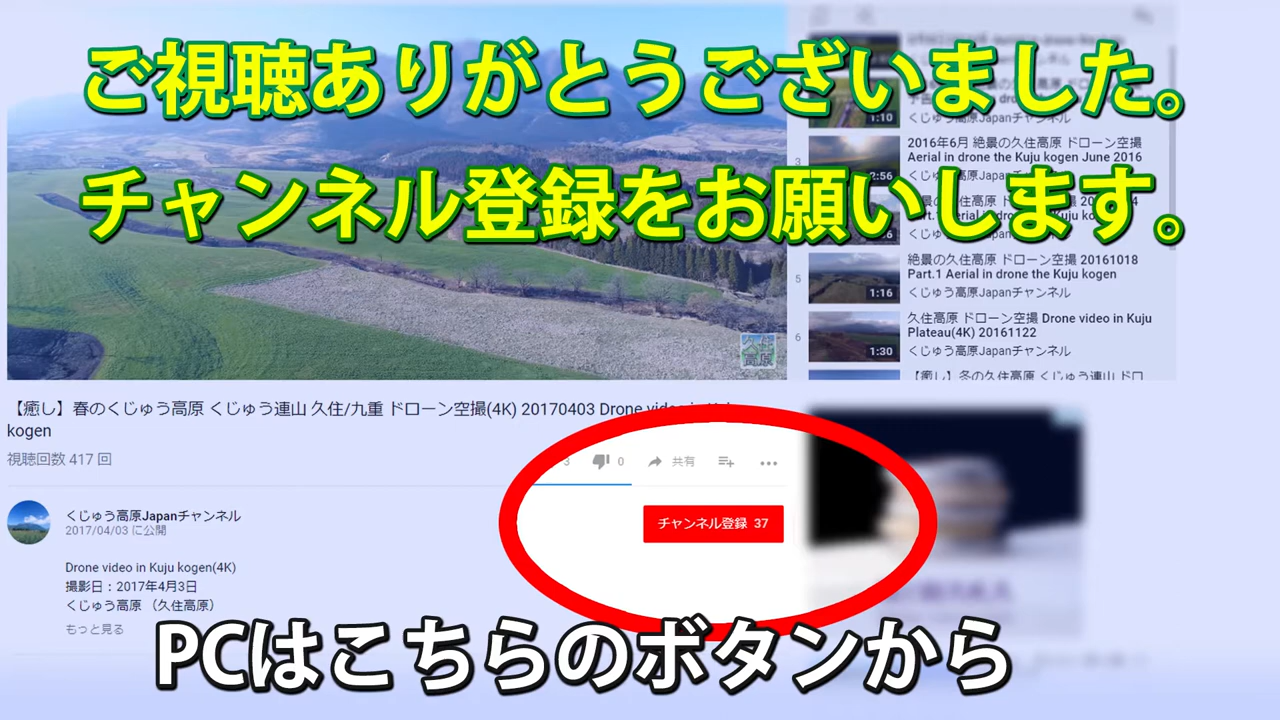 ご視聴ありがとうございました。
チャンネル登録をお願いします。
1:10
くじゅう高原Japanチャンネル
3
2016年6月 絶景の久住高原 ドローン空撮
Aerial in drone the Kuju kogen June 2016
2:56
5
絶景の久住高原 ドローン空撮 20161018
Part.1 Aerial in drone the Kuju kogen
くじゅう高原Japanチャンネル
1:16
6
久住高原 ドローン空撮 Drone video in Kuju
Plateau(4K) 20161122
くじゅう高原Japanチャンネル
1:30
【癒し】冬の久住高原 くじゅう連山 ドロ
久住
高原
【癒し】春のくじゅう高原 くじゅう連山 久住/九重 ドローン空撮(4K) 20170403 Drone video
kogen
視聴回数 417 回
3 0 共有
くじゅう高原Japanチャンネル
2017/04/03 に公開
チャンネル登録 37
Drone video in Kuju kogen(4K)
撮影日：2017年4月3日
くじゅう高原 （久住高原）
もっと見る
PCはこちらのボタンから